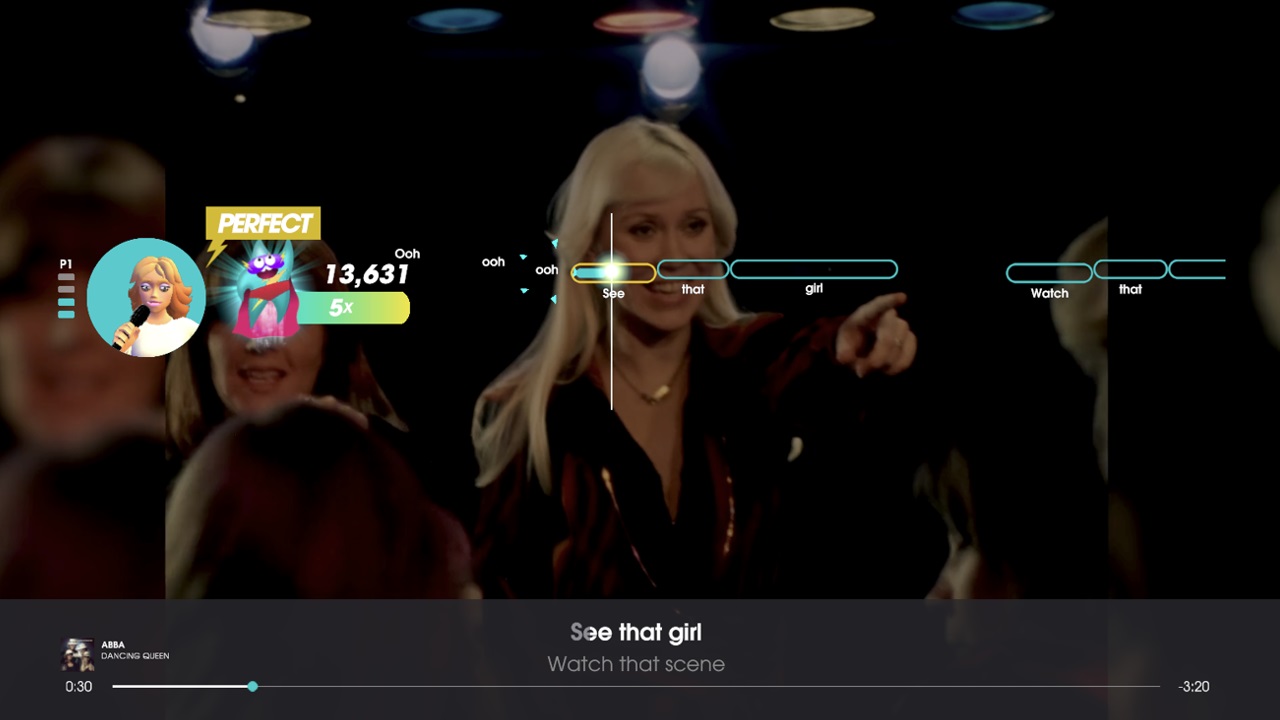 PERFECT
P1
Ooh
13,631
5x
ooh
ooh
See
that
girl
Watch
that
See that girl
Watch that scene
ABBA
DANCING QUEEN
0:30
-3:20